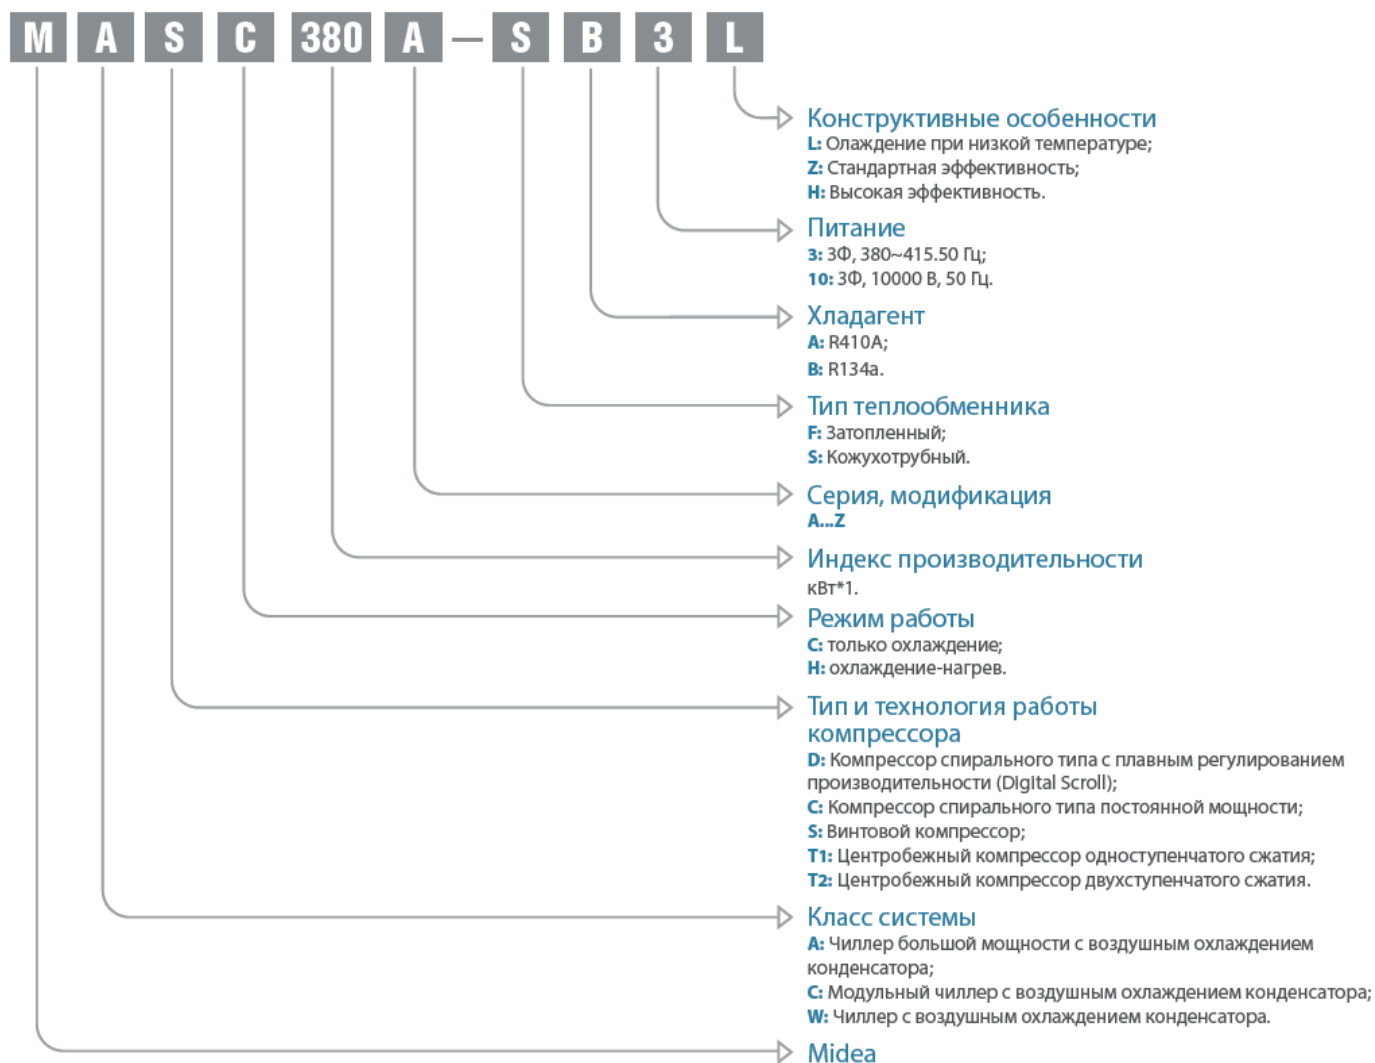 M A S C 380 A — S B 3 L
Конструктивные особенности
L: Олаждение при низкой температуре;
Z: Стандартная эффективность;
H: Высокая эффективность.
Питание
3: 3Ф, 380~415.50 Гц;
10: 3Ф, 10000 В, 50 Гц.
Хладагент
A: R410A;
B: R134a.
Тип теплообменника
F: Затопленный;
S: Кожухотрубный.
Серия, модификация
A...Z
Индекс производительности
кВт*1.
Режим работы
C: только охлаждение;
H: охлаждение-нагрев.
Тип и технология работы
компрессора
D: Компрессор спирального типа с плавным регулированием
производительности (Digital Scroll);
C: Компрессор спирального типа постоянной мощности;
S: Винтовой компрессор;
T1: Центробежный компрессор одноступенчатого сжатия;
T2: Центробежный компрессор двухступенчатого сжатия.
Класс системы
A: Чиллер большой мощности с воздушным охлаждением
конденсатора;
C: Модульный чиллер с воздушным охлаждением конденсатора;
W: Чиллер с воздушным охлаждением конденсатора.
Midea